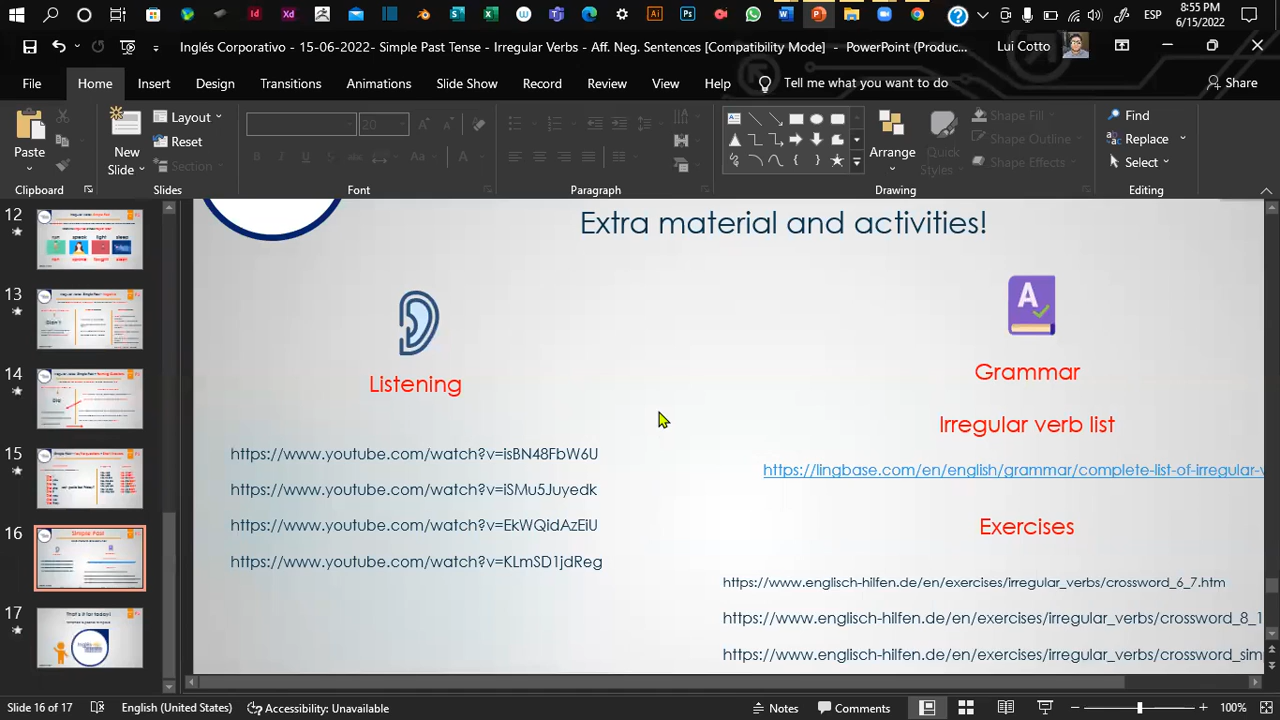 8:55 PM
ESP
6/15/2022
Inglés Corporativo - 15-06-2022- Simple Past Tense - Irregular Verbs - Aff. Neg. Sentences [Compatibility Mode] - PowerPoint (Produc...
Lui Cotto
File Home Insert Design Transitions Animations Slide Show Record Review View Help Tell me what you want to do Share
Paste
New
Slide
Layout
Reset
Section
20
Arrange
Quick
Styles
Shape Fill
Shape Outline
Shape Effects
Find
Replace
Select
Clipboard Slides Font Paragraph Drawing Editing
12
13
14
15
16
17
Simple Past
That's it for today!
Extra material and activities!
Listening
https://www.youtube.com/watch?v=isBN48FbW6U
https://www.youtube.com/watch?v=iSMu5Juyedk
https://www.youtube.com/watch?v=EkWQidAzEiU
https://www.youtube.com/watch?v=KLmSD1jdReg
A
Grammar
Irregular verb list
https://lingbase.com/en/english/grammar/complete-list-of-irregular-v
Exercises
https://www.englisch-hilfen.de/en/exercises/irregular_verbs/crossword_6_7.htm
https://www.englisch-hilfen.de/en/exercises/irregular_verbs/crossword_8_1
https://www.englisch-hilfen.de/en/exercises/irregular_verbs/crossword_sim
Slide 16 of 17 English (United States) Accessibility: Unavailable Notes Comments 100%